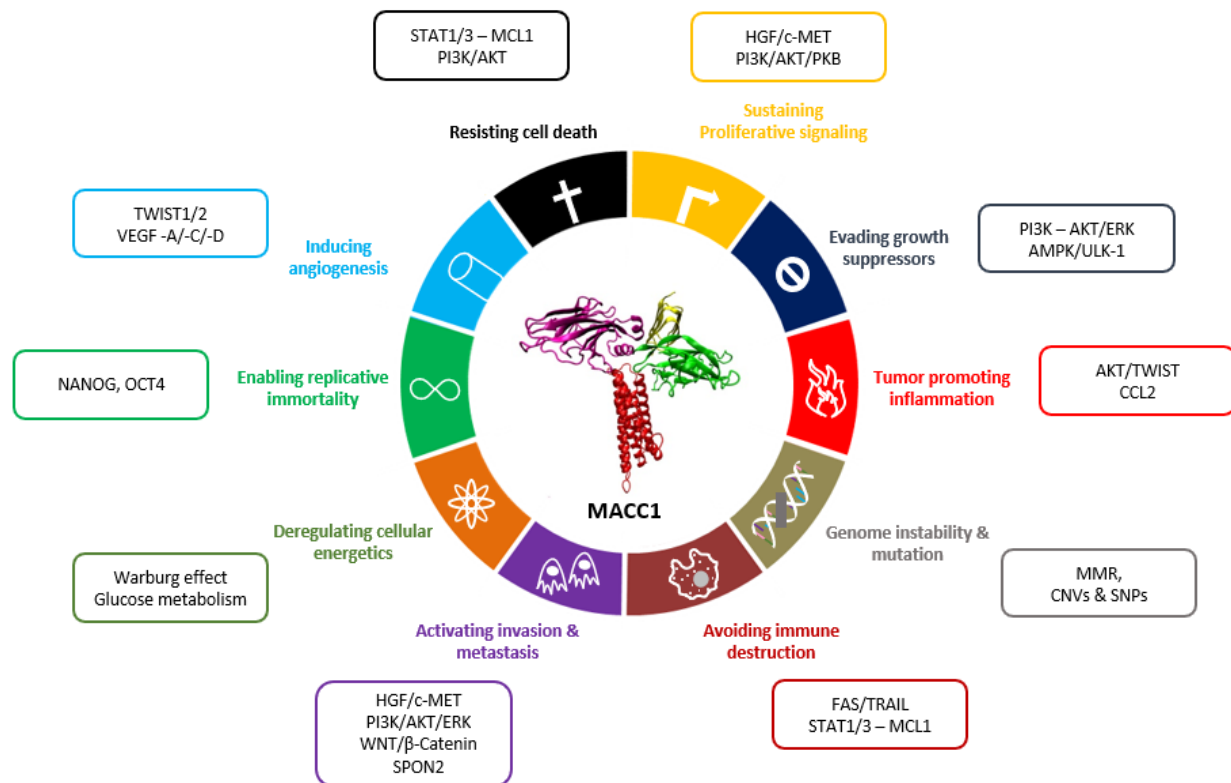 STAT1/3 – MCL1
PI3K/AKT
HGF/c-MET
PI3K/AKT/PKB
Resisting cell death
Sustaining
Proliferative signaling
TWIST1/2
VEGF -A/-C/-D
Inducing
angiogenesis
Evading growth
suppressors
PI3K – AKT/ERK
AMPK/ULK-1
NANOG, OCT4
Enabling replicative
immortality
Tumor promoting
inflammation
AKT/TWIST
CCL2
MACC1
Deregulating cellular
energetics
Genome instability &
mutation
Warburg effect
Glucose metabolism
MMR,
CNVs & SNPs
Activating invasion &
metastasis
Avoiding immune
destruction
HGF/c-MET
PI3K/AKT/ERK
WNT/β-Catenin
SPON2
FAS/TRAIL
STAT1/3 – MCL1